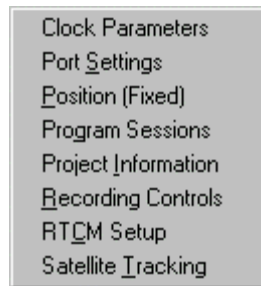 Clock Parameters
Port Settings
Position (Fixed)
Program Sessions
Project Information
Recording Controls
RTCM Setup
Satellite Tracking